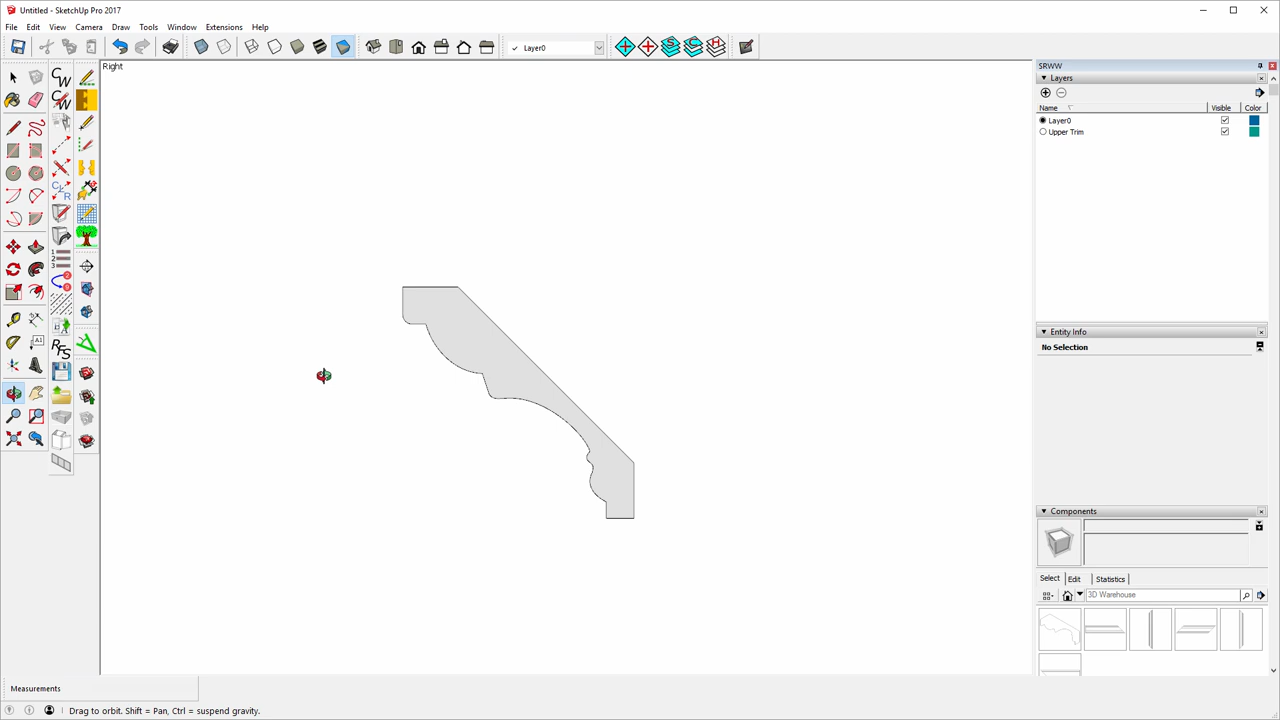 Untitled - SketchUp Pro 2017
File Edit View Camera Draw Tools Window Extensions Help
Layer0
Right
SRWW
Layers
Name Visible Color
Layer0
Upper Trim
Entity Info
No Selection
Components
Select Edit Statistics
3D Warehouse
Measurements
Drag to orbit. Shift = Pan, Ctrl = suspend gravity.